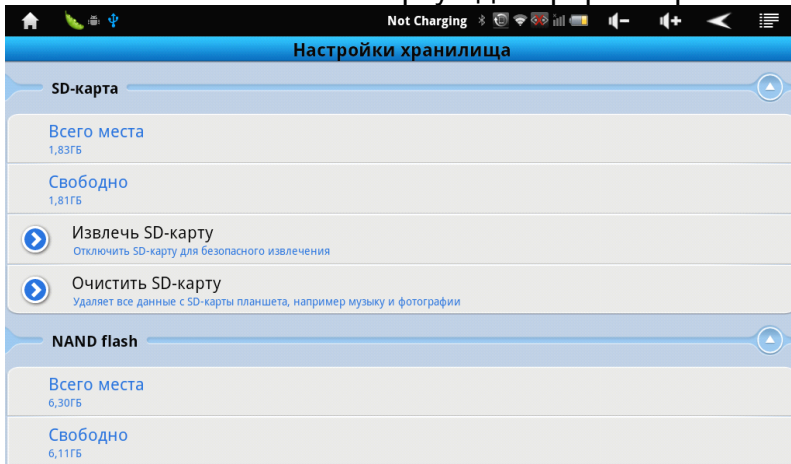 Not Charging
Настройки хранилища
SD-карта
Всего места
1,83ГБ
Свободно
1,81ГБ
Извлечь SD-карту
Отключить SD-карту для безопасного извлечения
Очистить SD-карту
Удаляет все данные с SD-карты планшета, например музыку и фотографии
NAND flash
Всего места
6,30ГБ
Свободно
6,11ГБ